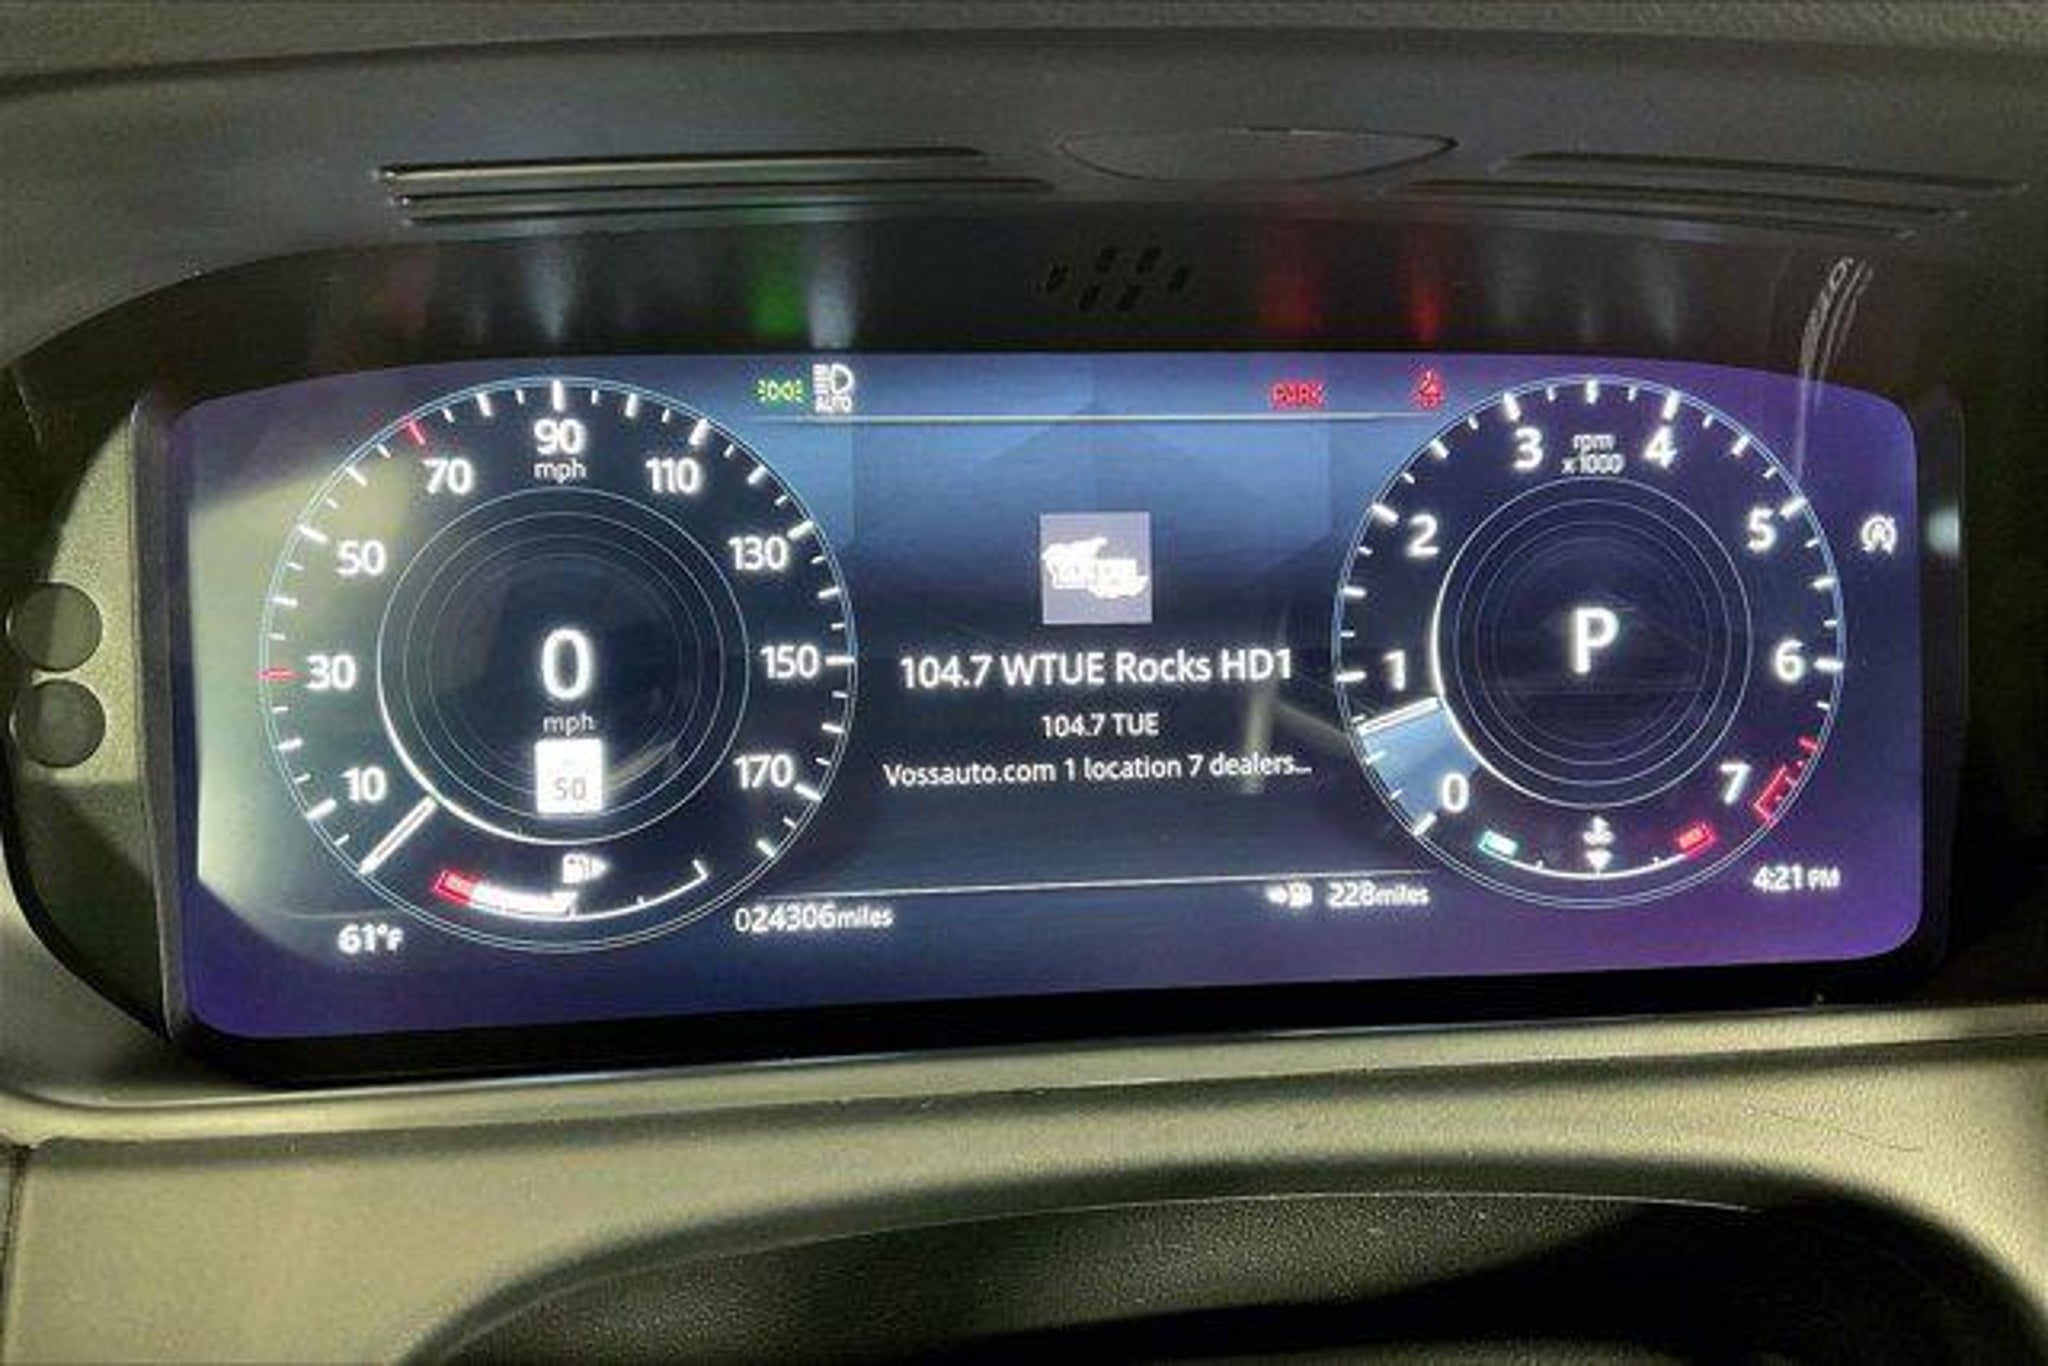 AUTO
PARK
90
mph
70
110
50
130
30
150
10
170
0
mph
50
104.7 WTUE Rocks HD1
104.7 TUE
Vossauto.com 1 location 7 dealers...
3
rpm
x1000
4
2
5
1
6
0
7
P
61°F
024306miles
228miles
4:21 PM